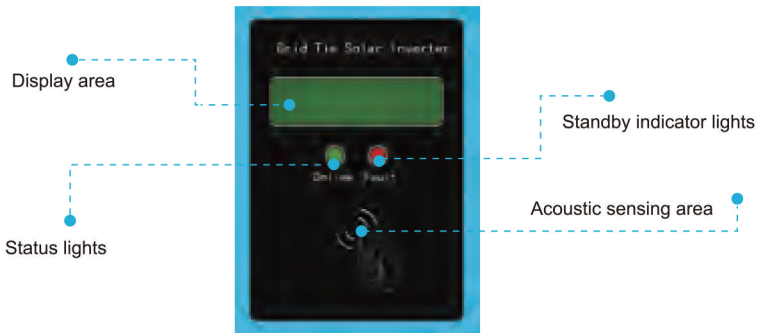 Grid Tie Solar Inverter
Display area
Standby indicator lights
Online Fault
Acoustic sensing area
Status lights